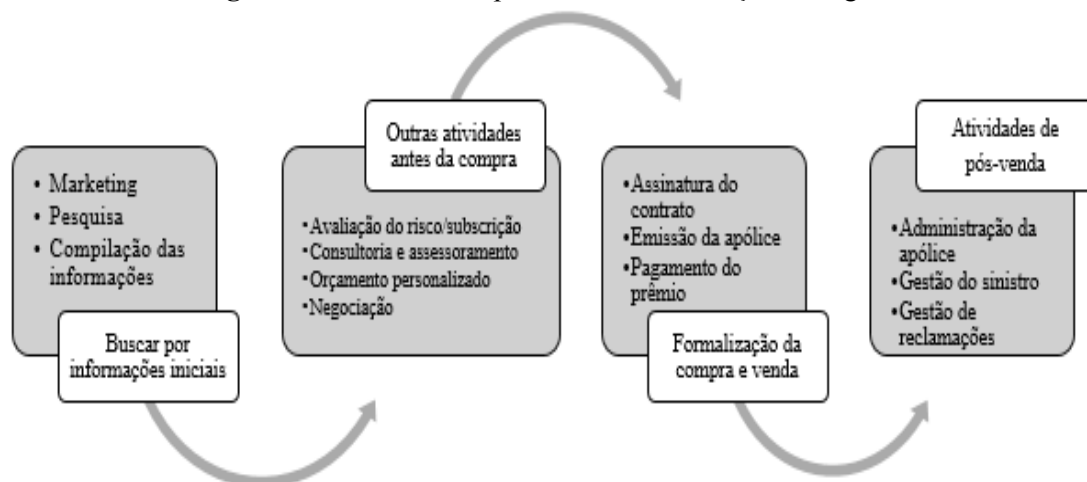 • Marketing
• Pesquisa
• Compilação das
informações
Buscar por
informações iniciais
Outras atividades
antes da compra
•Avaliação do risco/subscrição
•Consultoria e assessoramento
•Orçamento personalizado
•Negociação
•Assinatura do
contrato
•Emissão da apólice
•Pagamento do
prêmio
Formalização da
compra e venda
Atividades de
pós-venda
•Administração da
apólice
•Gestão do sinistro
•Gestão de
reclamações